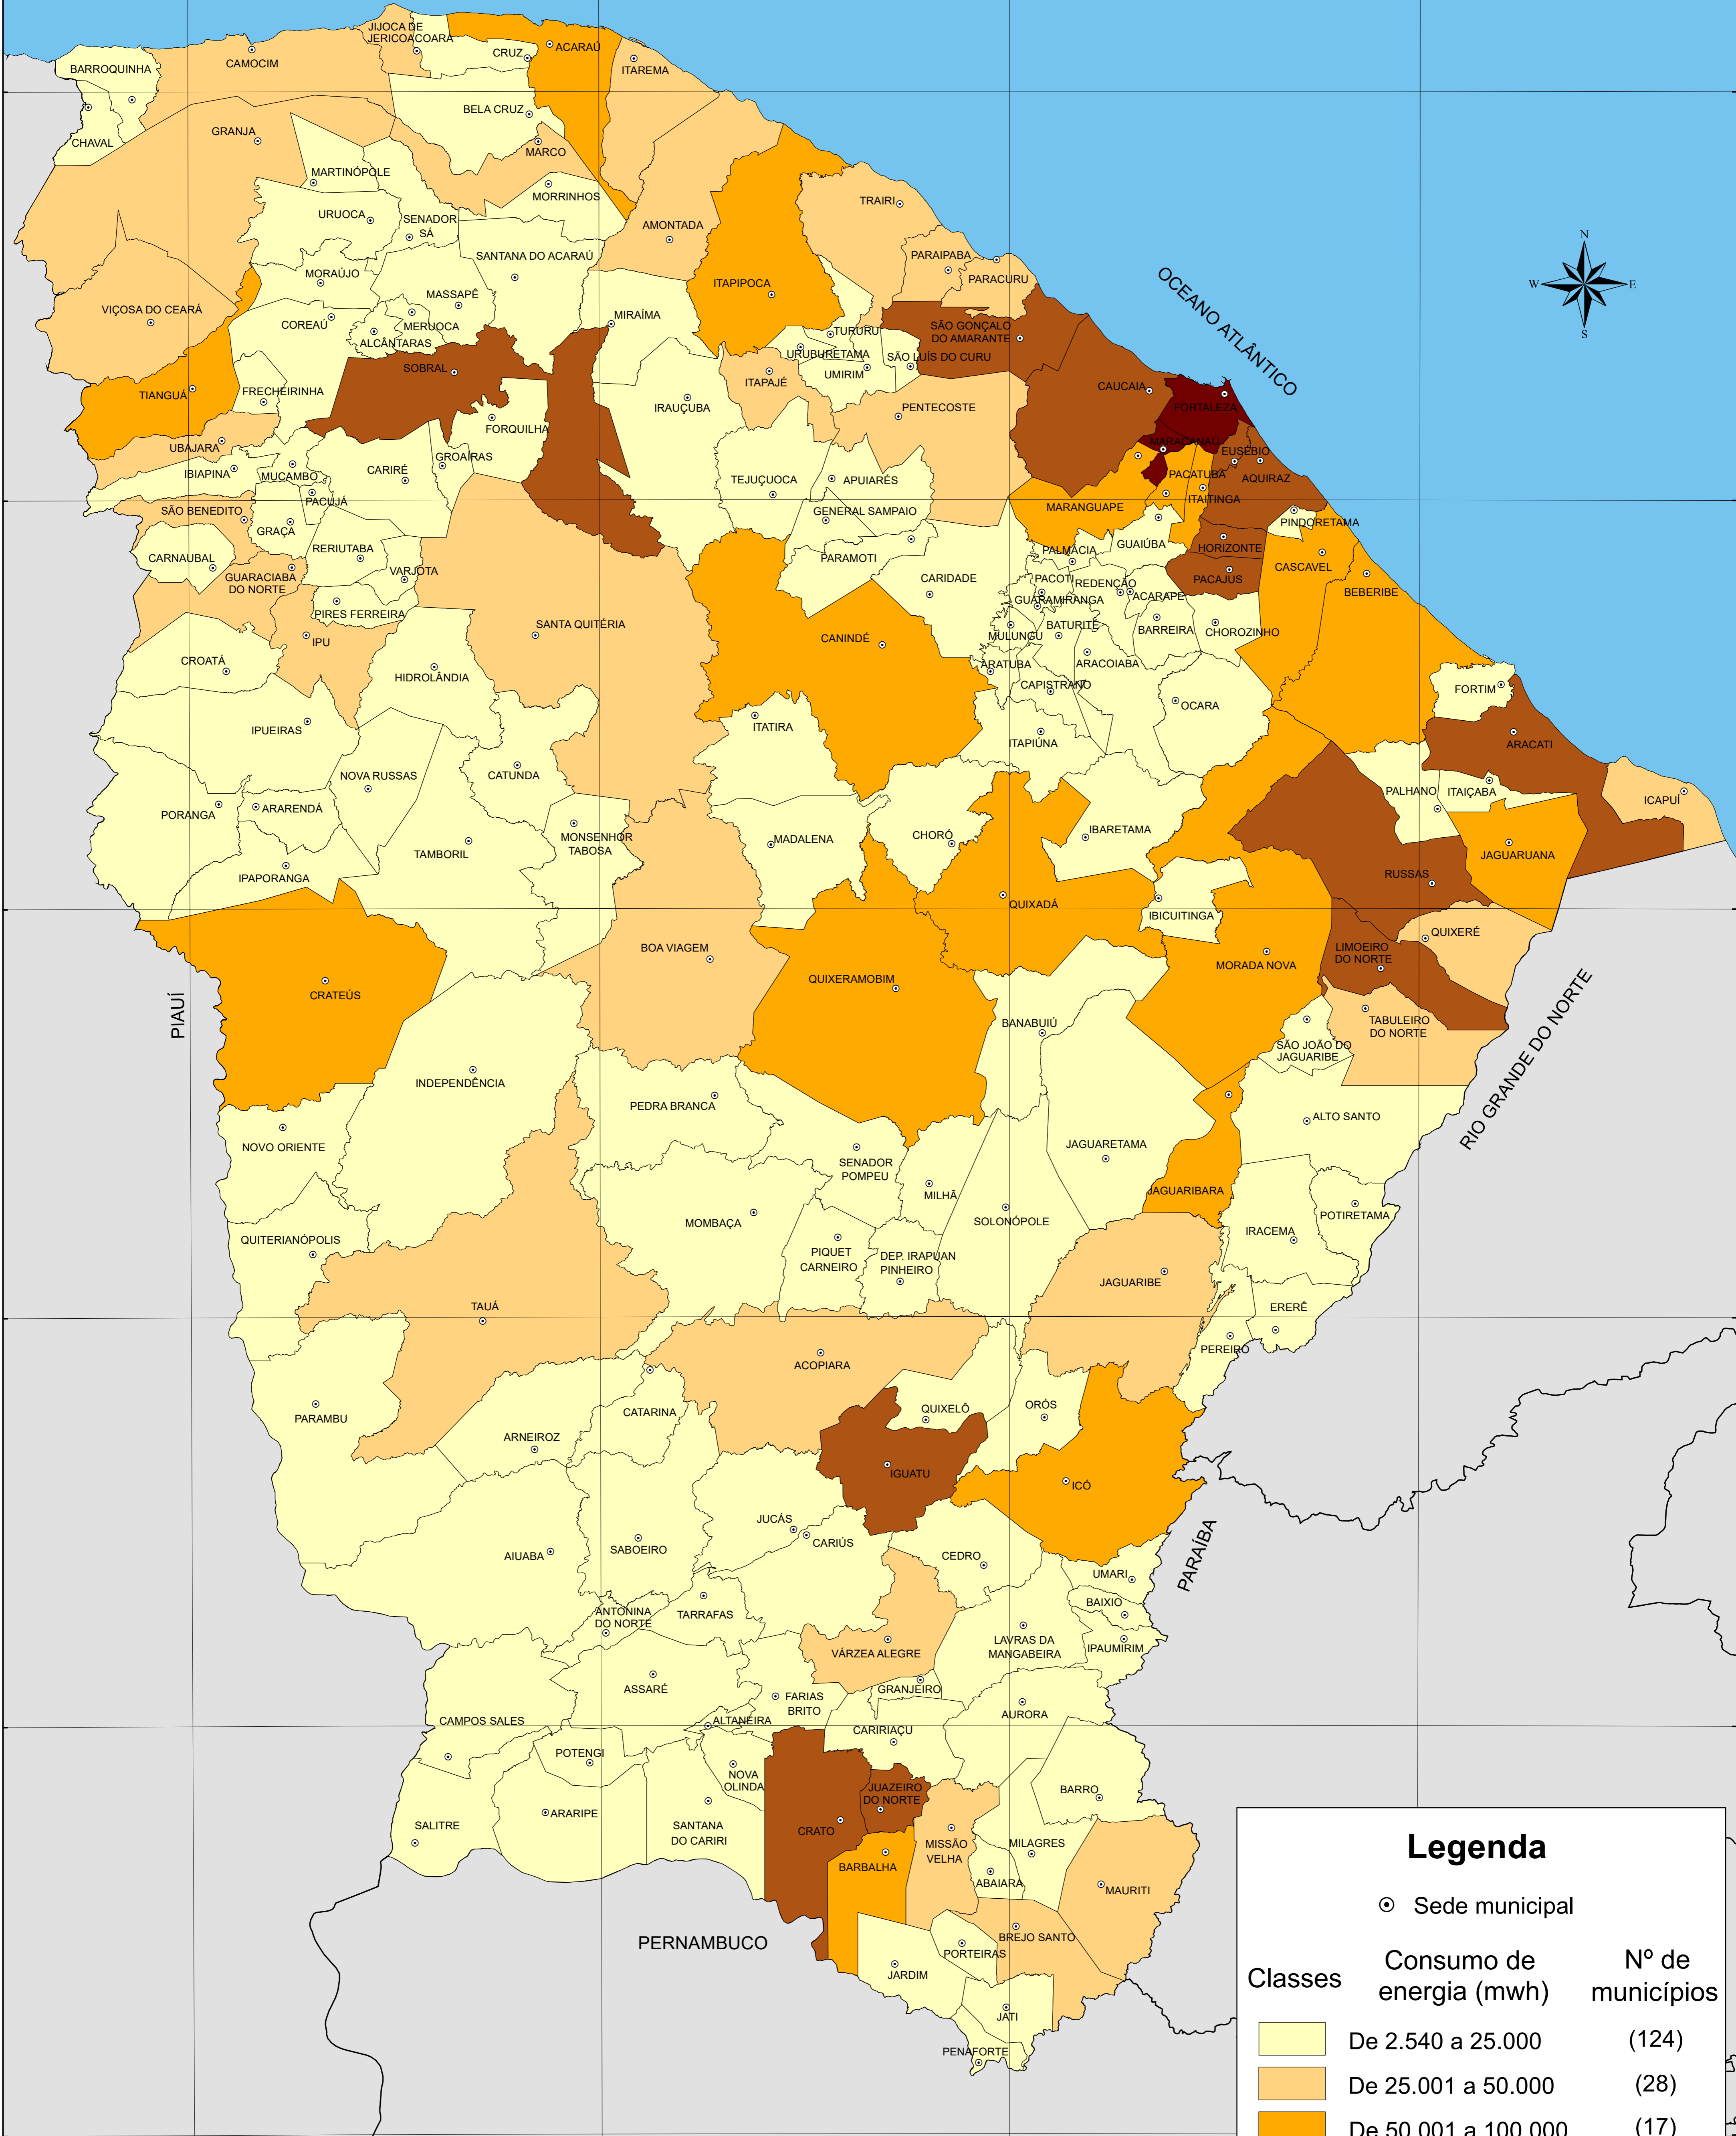 JIJOCA DE
JERICOACOARA
CRUZ
ACARAÚ
BARROQUINHA
CAMOCIM
ITAREMA
BELA CRUZ
CHAVAL
GRANJA
MARCO
MARTINÓPOLE
MORRINHOS
TRAIRI
URUOCA
SENADOR
SÁ
AMONTADA
SANTANA DO ACARAÚ
PARAIPABA
PARACURU
MORAÚJO
ITAPIPOCA
OCEANO ATLÂNTICO
N
W
E
S
MASSAPÊ
VIÇOSA DO CEARÁ
MIRAÍMA
COREAÚ
MERUOCA
TURURU
SÃO GONÇALO
DO AMARANTE
ALCÂNTARAS
URUBURETAMA
SÃO LUÍS DO CURU
SOBRAL
UMIRIM
ITAPAJÉ
CAUCAIA
TIANGUÁ
FRECHEIRINHA
IRAUÇUBA
PENTECOSTE
FORTALEZA
FORQUILHA
UBAJARA
MARACANAÚ
EUSÉBIO
GROAÍRAS
IBIAPINA
MUCAMBO
CARIRÉ
TEJUÇUOCA
APUIARÉS
PACATUBA
AQUIRAZ
PACUJÁ
ITAITINGA
SÃO BENEDITO
GENERAL SAMPAIO
MARANGUAPE
PINDORETAMA
GRAÇA
RERIUTABA
GUAIÚBA
HORIZONTE
CARNAUBAL
PARAMOTI
PALMÁCIA
CASCAVEL
VARJOTA
GUARACIABA
DO NORTE
CARIDADE
PACOTI
REDENÇÃO
PACAJUS
BEBERIBE
GUARAMIRANGA
ACARAPE
PIRES FERREIRA
SANTA QUITÉRIA
BATURITÉ
MULUNGU
BARREIRA
CHOROZINHO
IPU
CANINDÉ
CROATÁ
ARATUBA
ARACOIABA
HIDROLÂNDIA
CAPISTRANO
FORTIM
OCARA
IPUEIRAS
ITATIRA
ITAPIÚNA
ARACATI
NOVA RUSSAS
CATUNDA
PALHANO
ITAIÇABA
ICAPUÍ
PORANGA
ARARENDÁ
IBARETAMA
MONSENHOR
TABOSA
MADALENA
CHORÓ
TAMBORIL
JAGUARUANA
IPAPORANGA
RUSSAS
QUIXADÁ
IBICUITINGA
QUIXERÉ
BOA VIAGEM
LIMOEIRO
DO NORTE
MORADA NOVA
QUIXERAMOBIM
CRATEÚS
PIAUÍ
BANABUIÚ
TABULEIRO
DO NORTE
SÃO JOÃO DO
JAGUARIBE
RIO GRANDE DO NORTE
INDEPENDÊNCIA
PEDRA BRANCA
ALTO SANTO
NOVO ORIENTE
JAGUARETAMA
SENADOR
POMPEU
JAGUARIBARA
MILHÃ
POTIRETAMA
MOMBAÇA
SOLONÓPOLE
IRACEMA
QUITERIANÓPOLIS
PIQUET
CARNEIRO
DEP. IRAPUAN
PINHEIRO
JAGUARIBE
TAUÁ
ERERÊ
PEREIRO
ACOPIARA
PARAMBU
CATARINA
QUIXELÔ
ORÓS
ARNEIROZ
IGUATU
ICÓ
JUCÁS
CARIÚS
AIUABA
SABOEIRO
CEDRO
PARAÍBA
UMARI
BAIXIO
ANTONINA
DO NORTE
TARRAFAS
LAVRAS DA
MANGABEIRA
IPAUMIRIM
VÁRZEA ALEGRE
ASSARÉ
GRANJEIRO
FARIAS
BRITO
CAMPOS SALES
ALTANEIRA
AURORA
CARIRIAÇU
POTENGI
NOVA
OLINDA
JUAZEIRO
DO NORTE
BARRO
ARARIPE
SALITRE
SANTANA
DO CARIRI
CRATO
MISSÃO
VELHA
MILAGRES
BARBALHA
ABAIARA
MAURITI
PERNAMBUCO
BREJO SANTO
PORTEIRAS
JARDIM
JATI
PENAFORTE
Legenda
Sede municipal
Classes
Consumo de
energia (mwh)
Nº de
municípios
De 2.540 a 25.000 (124)
De 25.001 a 50.000 (28)
De 50.001 a 100.000 (17)